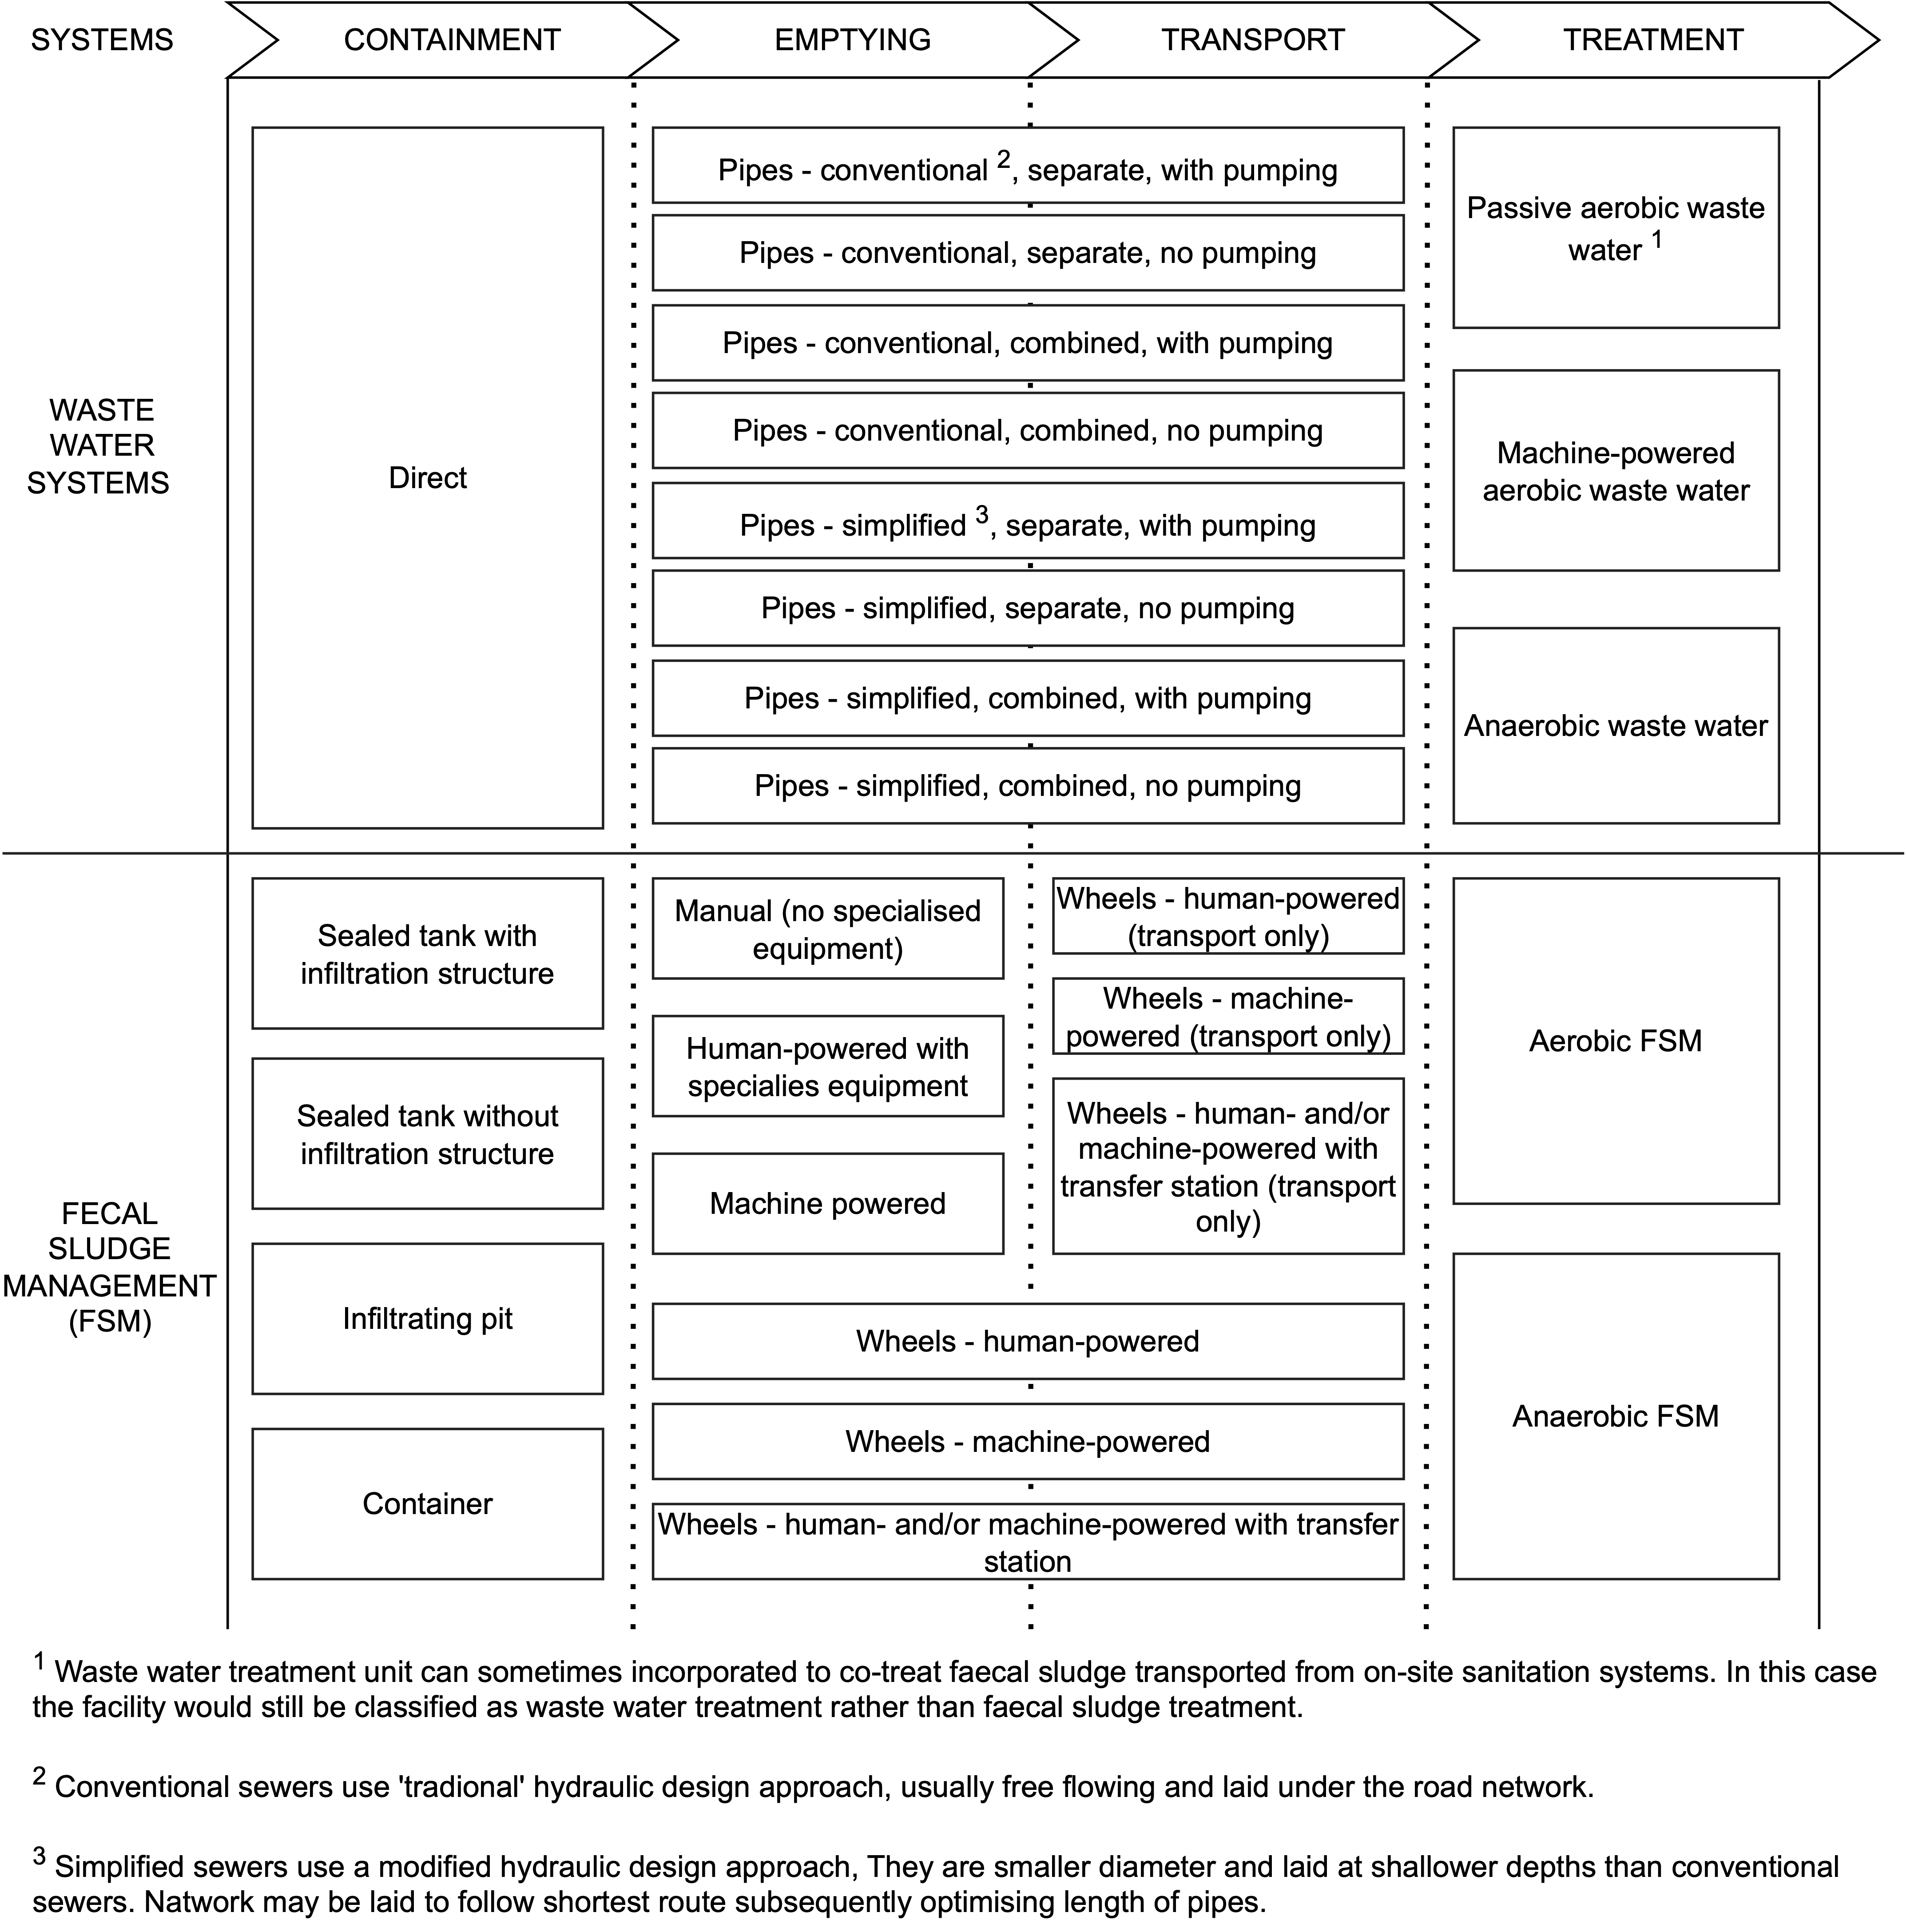 SYSTEMS
CONTAINMENT
EMPTYING
TRANSPORT
TREATMENT
WASTE
WATER
SYSTEMS
Direct
Pipes - conventional 2, separate, with pumping
Pipes - conventional, separate, no pumping
Pipes - conventional, combined, with pumping
Pipes - conventional, combined, no pumping
Pipes - simplified 3, separate, with pumping
Pipes - simplified, separate, no pumping
Pipes - simplified, combined, with pumping
Pipes - simplified, combined, no pumping
Passive aerobic waste
water 1
Machine-powered
aerobic waste water
Anaerobic waste water
FECAL
SLUDGE
MANAGEMENT
(FSM)
Sealed tank with
infiltration structure
Sealed tank without
infiltration structure
Infiltrating pit
Container
Manual (no specialised
equipment)
Human-powered with
specialies equipment
Machine powered
Wheels - human-powered
(transport only)
Wheels - machine-
powered (transport only)
Wheels - human- and/or
machine-powered with
transfer station (transport
only)
Wheels - human-powered
Wheels - machine-powered
Wheels - human- and/or machine-powered with transfer
station
Aerobic FSM
Anaerobic FSM
1 Waste water treatment unit can sometimes incorporated to co-treat faecal sludge transported from on-site sanitation systems. In this case
the facility would still be classified as waste water treatment rather than faecal sludge treatment.
2 Conventional sewers use 'tradional' hydraulic design approach, usually free flowing and laid under the road network.
3 Simplified sewers use a modified hydraulic design approach, They are smaller diameter and laid at shallower depths than conventional
sewers. Natwork may be laid to follow shortest route subsequently optimising length of pipes.